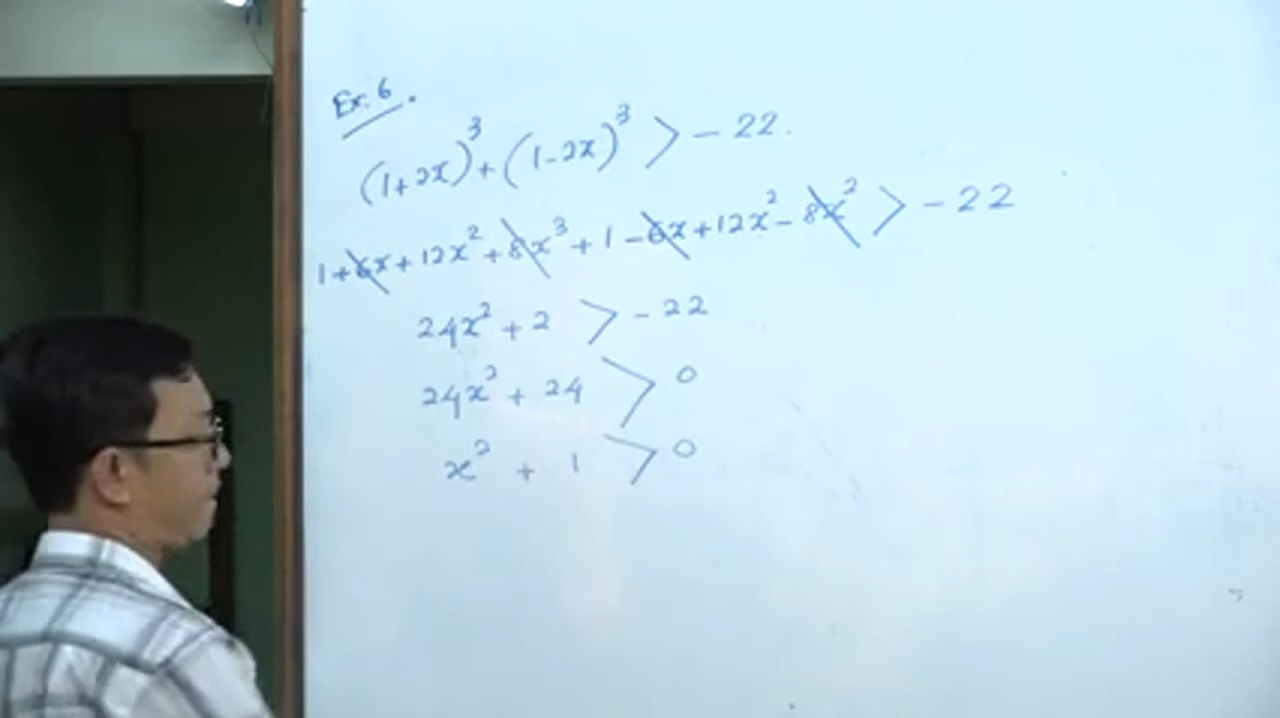 Ex. 6.
(1+2x)³+(1-2x)³ > -22.
1+6x+12x²+8x³+1-6x+12x²-8x² > -22
24x²+2 > -22
24x²+24 > 0
x²+1 > 0